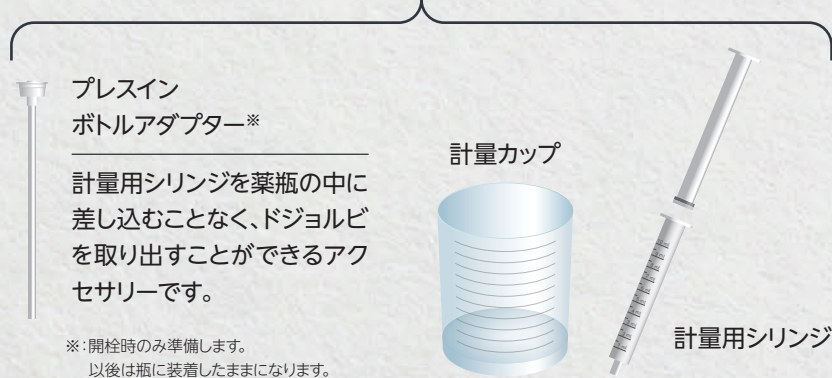 プレスイン
ボトルアダプター※
計量用シリンジを薬瓶の中に
差し込むことなく、ドジョルビ
を取り出すことができるアク
セサリーです。
※:開栓時のみ準備します。
以後は瓶に装着したままになります。
計量カップ
計量用シリンジ